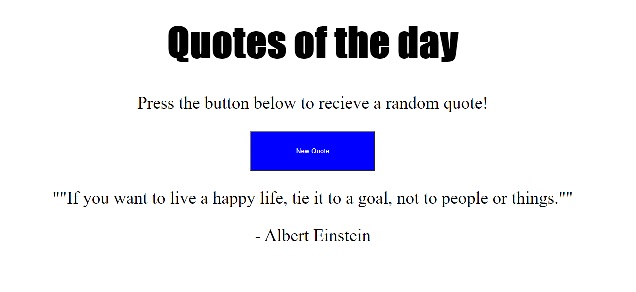 Quotes of the day
Press the button below to recieve a random quote!
New Quote
""If you want to live a happy life, tie it to a goal, not to people or things.""
- Albert Einstein